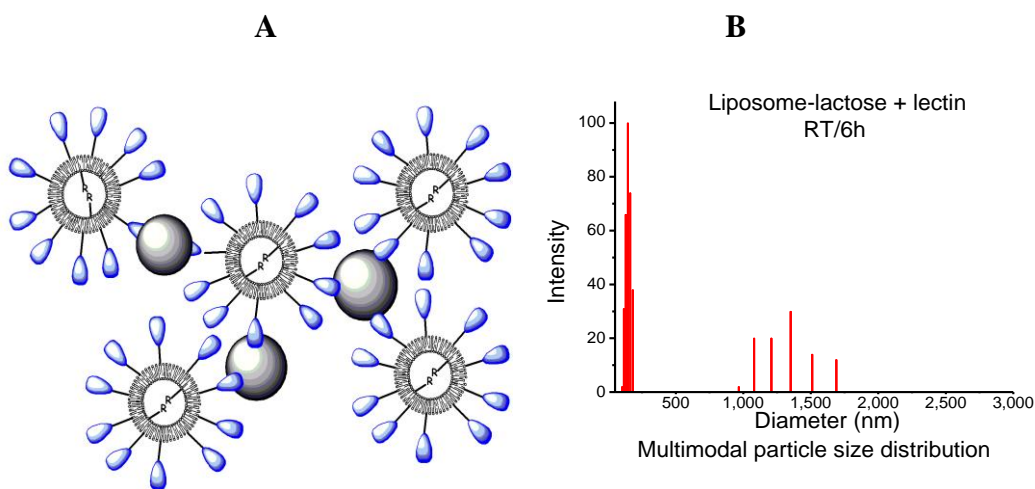 A
B
R
R
R
R
R
R
R
R
R
R
Liposome-lactose + lectin
RT/6h
Intensity
100
80
60
40
20
0
500
1,000
1,500
2,000
2,500
3,000
Diameter (nm)
Multimodal particle size distribution